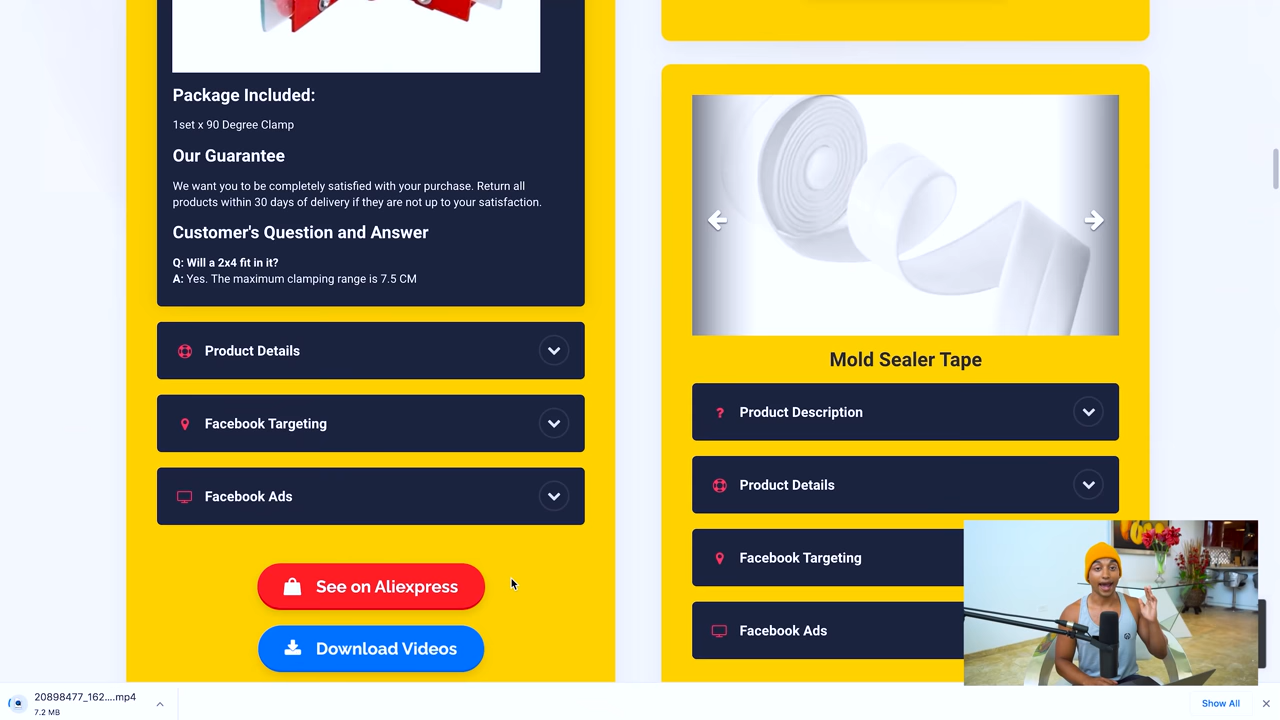 Package Included:
1set x 90 Degree Clamp
Our Guarantee
We want you to be completely satisfied with your purchase. Return all
products within 30 days of delivery if they are not up to your satisfaction.
Customer's Question and Answer
Q: Will a 2x4 fit in it?
A: Yes. The maximum clamping range is 7.5 CM
Product Details
Facebook Targeting
Facebook Ads
See on Aliexpress
Download Videos
Mold Sealer Tape
? Product Description
Product Details
Facebook Targeting
Facebook Ads
20898477_162....mp4
7.2 MB
Show All